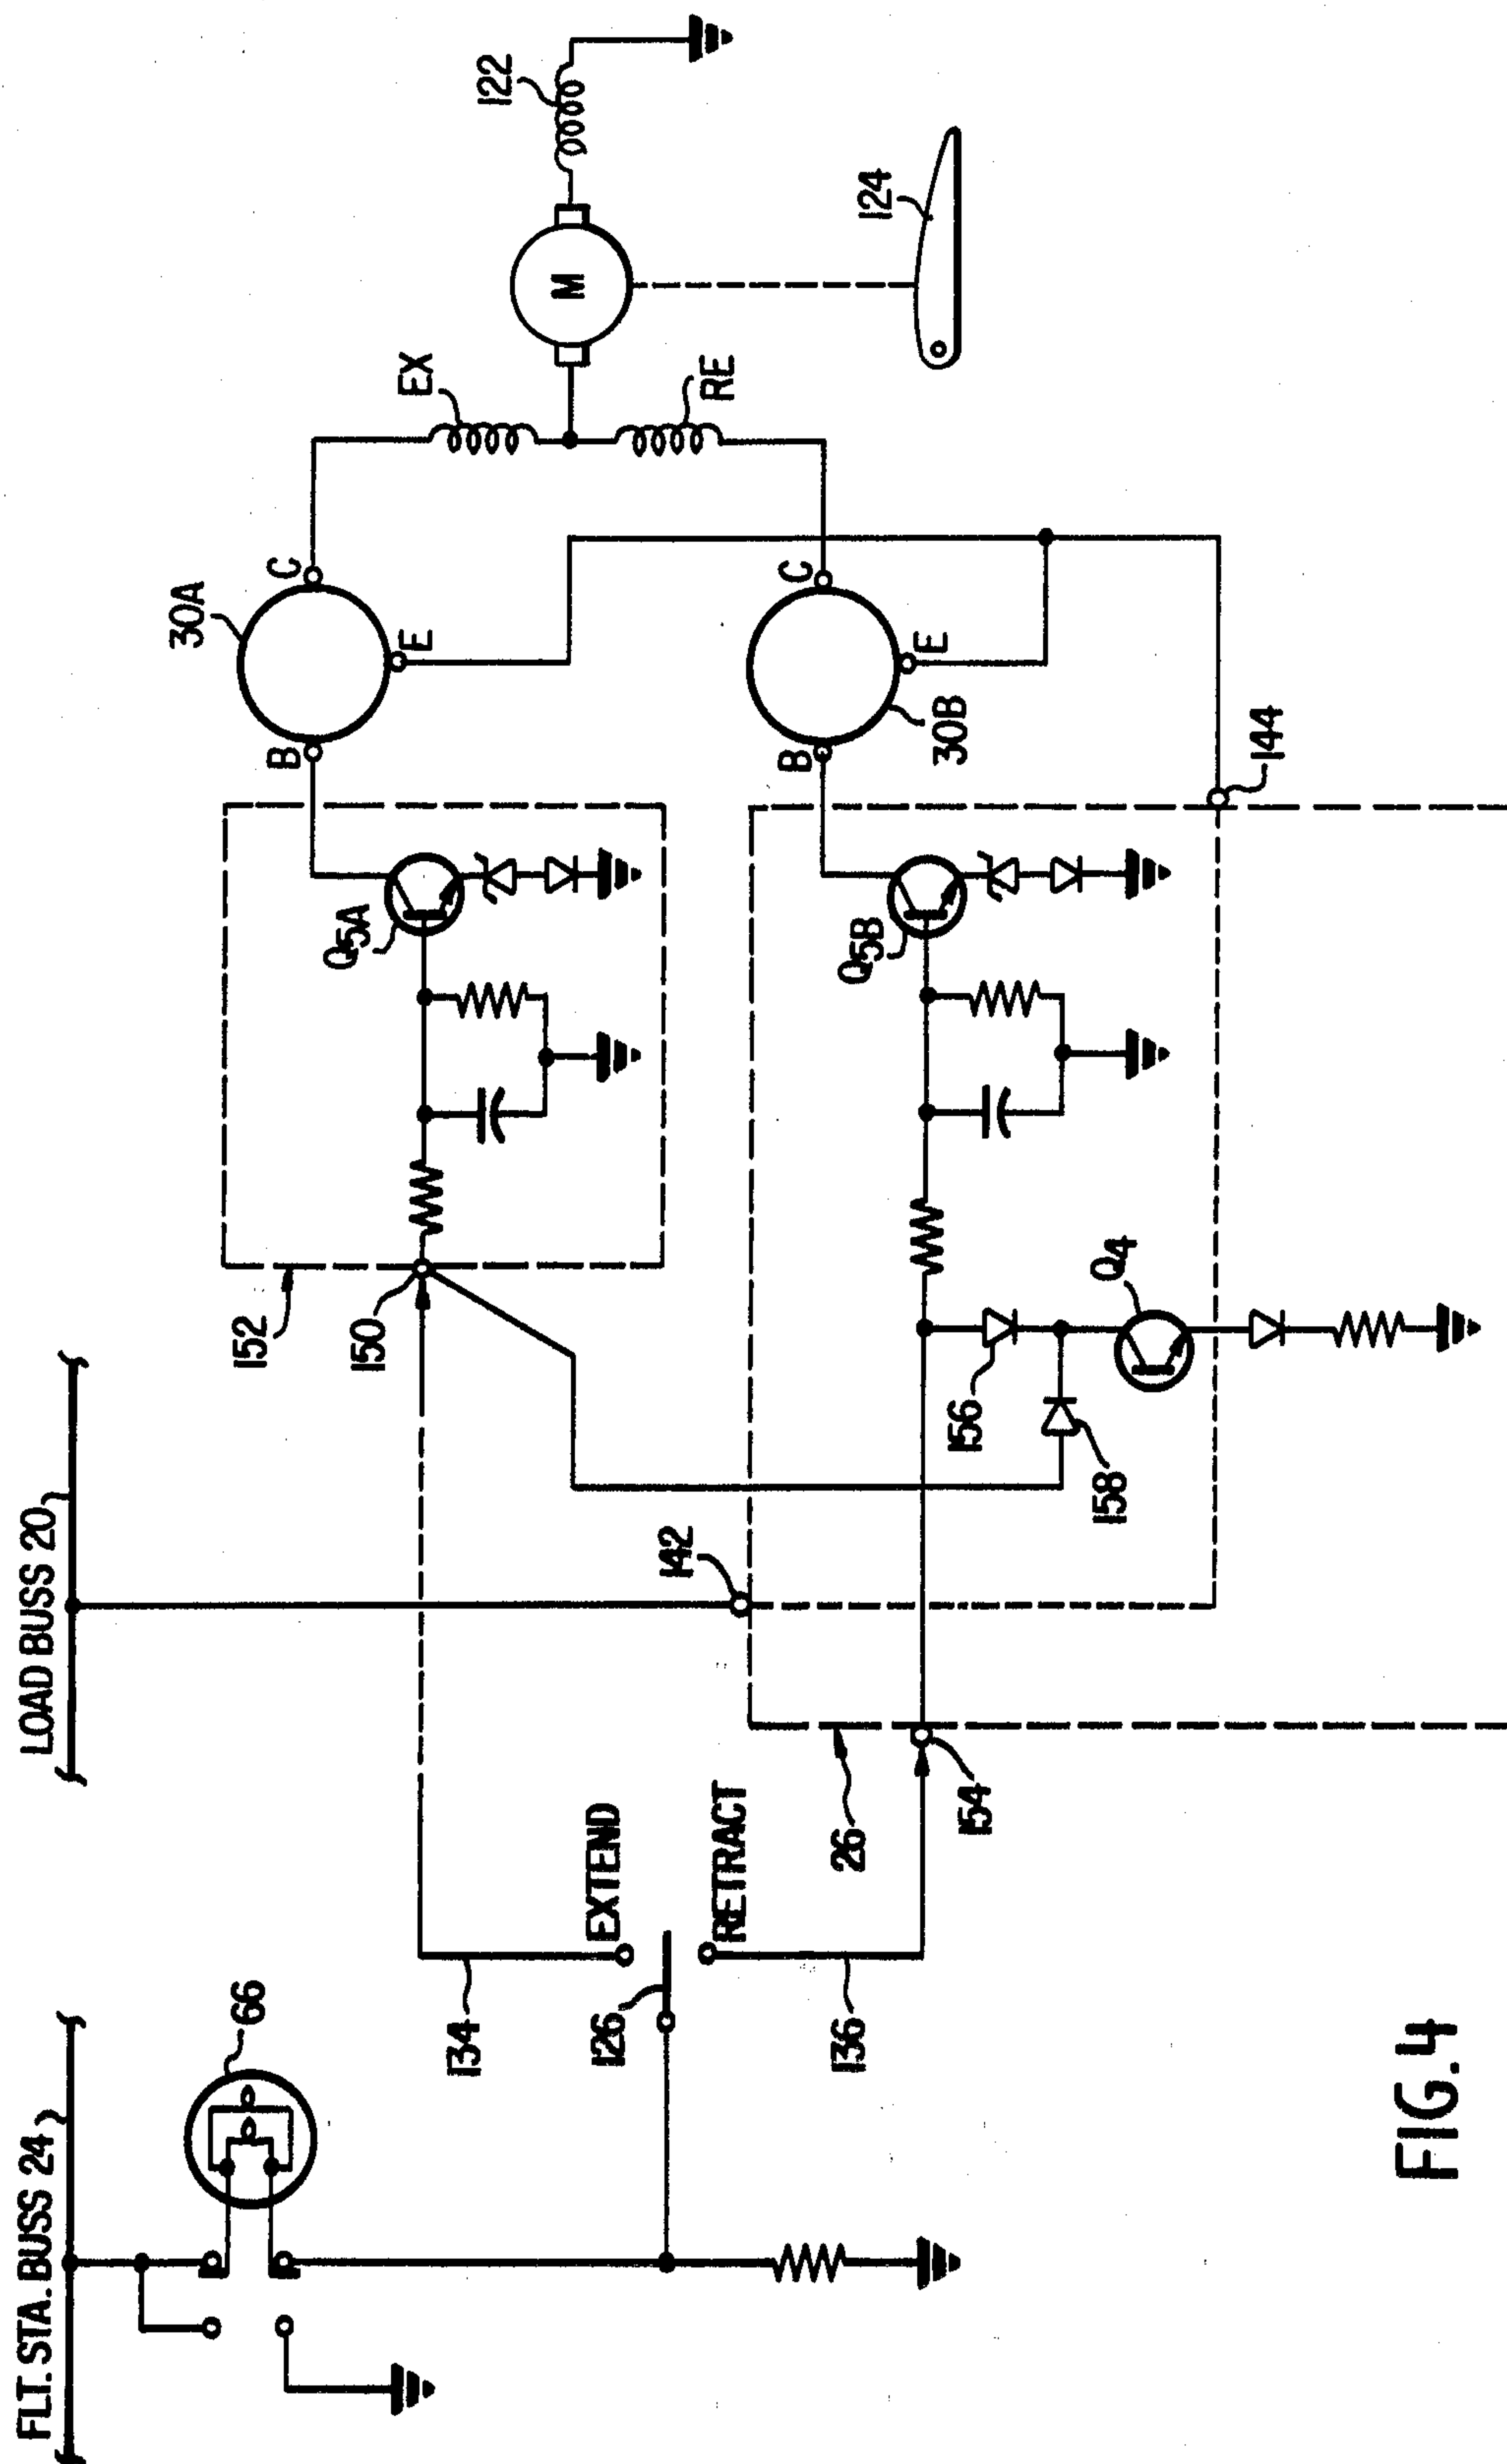 FLT. STA. BUSS 24
LOAD BUSS 20
66
134
EXTEND
126
RETRACT
136
26
154
142
152
150
156
158
Q4
Q5A
Q5B
144
30A
B
C
E
30B
B
C
E
EX
RE
M
122
124
FIG.4